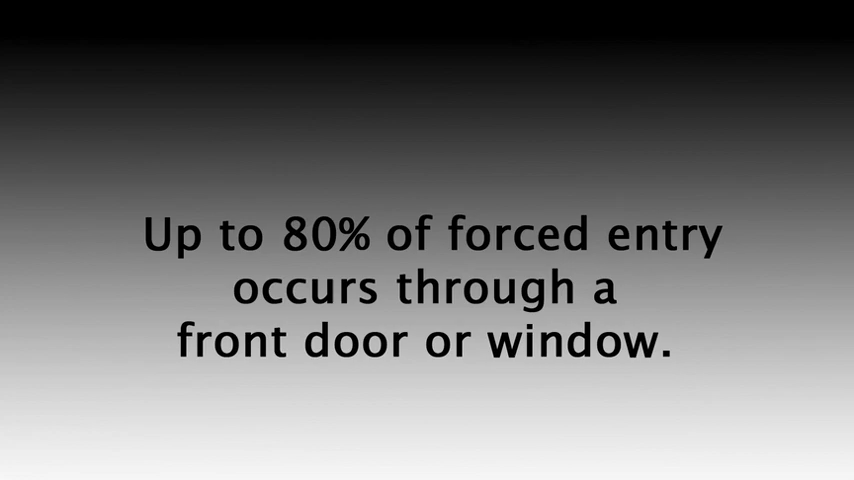 Up to 80% of forced entry
occurs through a
front door or window.